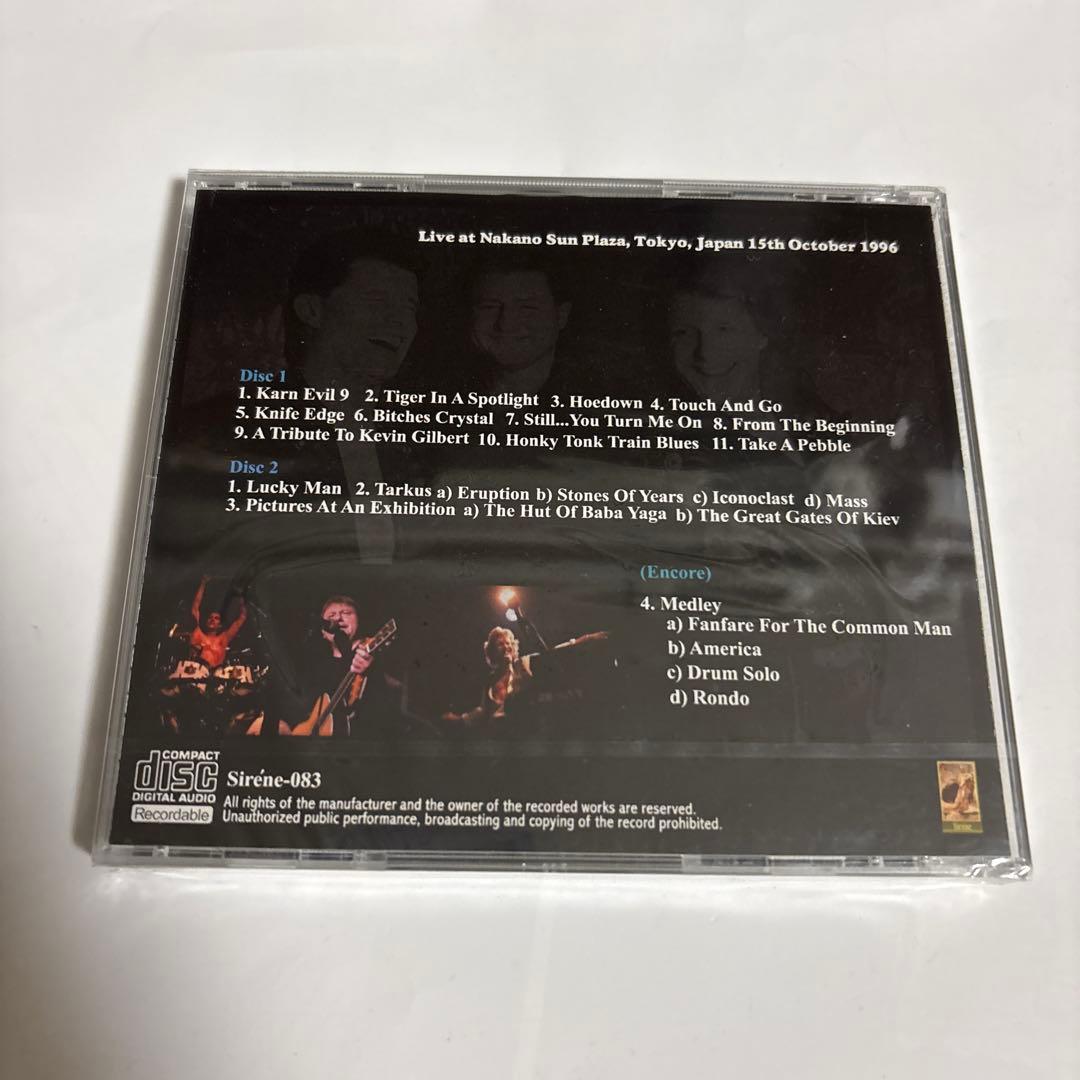 Live at Nakano Sun Plaza, Tokyo, Japan 15th October 1996
Disc 1
1. Karn Evil 9 2. Tiger In A Spotlight 3. Hoedown 4. Touch And Go
5. Knife Edge 6. Bitches Crystal 7. Still...You Turn Me On 8. From The Beginning
9. A Tribute To Kevin Gilbert 10. Honky Tonk Train Blues 11. Take A Pebble
Disc 2
1. Lucky Man 2. Tarkus a) Eruption b) Stones Of Years c) Iconoclast d) Mass
3. Pictures At An Exhibition a) The Hut Of Baba Yaga b) The Great Gates Of Kiev
(Encore)
4. Medley
a) Fanfare For The Common Man
b) America
c) Drum Solo
d) Rondo
COMPACT
disc
DIGITAL AUDIO
Recordable
Siréne-083
All rights of the manufacturer and the owner of the recorded works are reserved.
Unauthorized public performance, broadcasting and copying of the record prohibited.